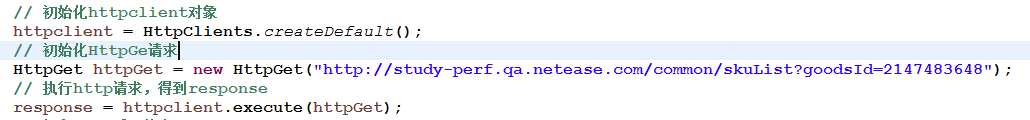 // 初始化httpclient对象
httpclient = HttpClients.createDefault();
// 初始化HttpGe请求
HttpGet httpGet = new HttpGet("http://study-perf.qa.netease.com/common/skuList?goodsId=2147483648");
// 执行http请求，得到response
response = httpclient.execute(httpGet);